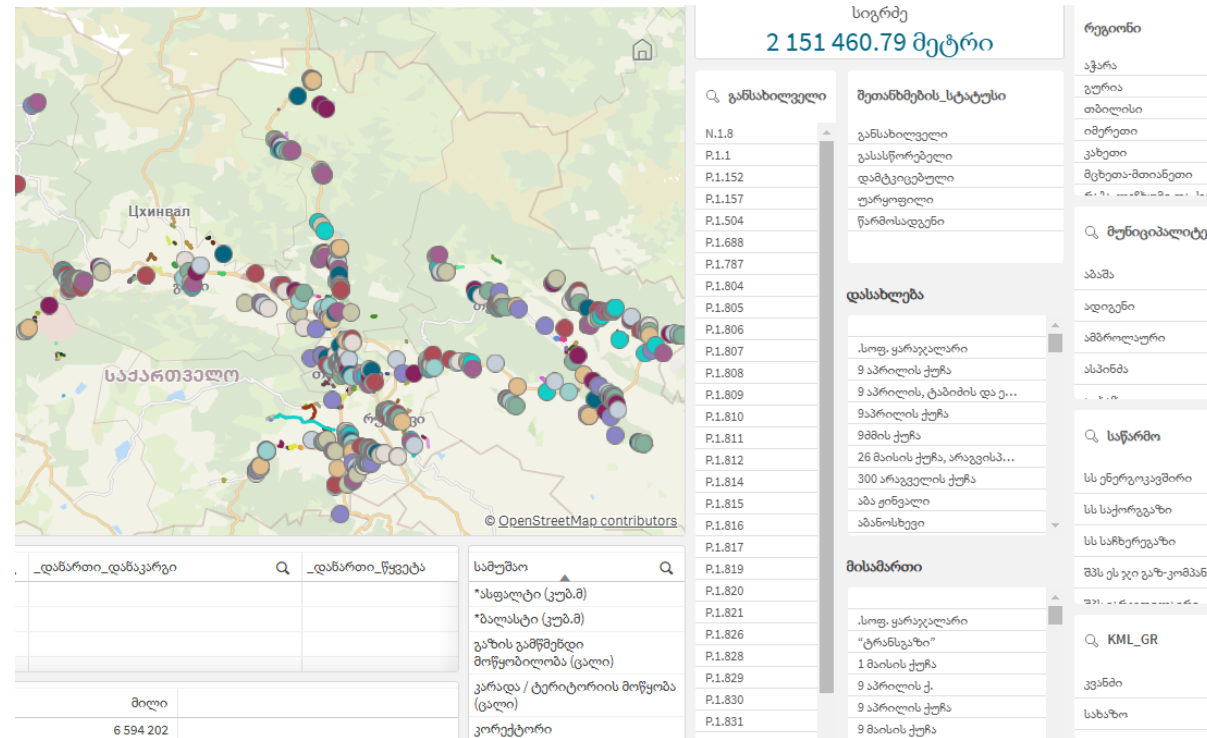 Цхинвал
საქართველო
© OpenStreetMap contributors
_დანართი_დანაკარგი
_დანართი_წყვეტა
მილი
6 594 202
სამუშაო
*ასფალტი (კუბ.მ)
*ბალასტი (კუბ.მ)
გაზის გამწმენდი
მოწყობილობა (ცალი)
კარადა / ტერიტორიის მოწყობა
(ცალი)
კორექტორი
სიგრძე
2 151 460.79 მეტრი
განსახილველი
N.1.8
P.1.1
P.1.152
P.1.157
P.1.504
P.1.688
P.1.787
P.1.804
P.1.805
P.1.806
P.1.807
P.1.808
P.1.809
P.1.810
P.1.811
P.1.812
P.1.814
P.1.815
P.1.816
P.1.817
P.1.819
P.1.820
P.1.821
P.1.826
P.1.828
P.1.829
P.1.830
P.1.831
შეთანხმების_სტატუსი
განსახილველი
გასასწორებელი
დამტკიცებული
უარყოფილი
წარმოსადგენი
დასახლება
.სოფ. ყარაჯალარი
9 აპრილის ქუჩა
9 აპრილის, ტაბიძის და ე...
9აპრილის ქუჩა
9ძმის ქუჩა
26 მაისის ქუჩა, არაგვისპ...
300 არაგველის ქუჩა
აბა ჟინვალი
აბანოსხევი
მისამართი
.სოფ. ყარაჯალარი
“ტრანსგაზი”
1 მაისის ქუჩა
9 აპრილის ქ.
9 აპრილის ქუჩა
9 მაისის ქუჩა
რეგიონი
აჭარა
გურია
თბილისი
იმერეთი
კახეთი
მცხეთა-მთიანეთი
მუნიციპალიტე
აბაშა
ადიგენი
ამბროლაური
ასპინძა
საწარმო
სს ენერგოკავშირი
სს საქორგგაზი
სს საჩხერეგაზი
შპს ეს ჯი გაზ-კომპან
KML_GR
კვანძი
სახაზო